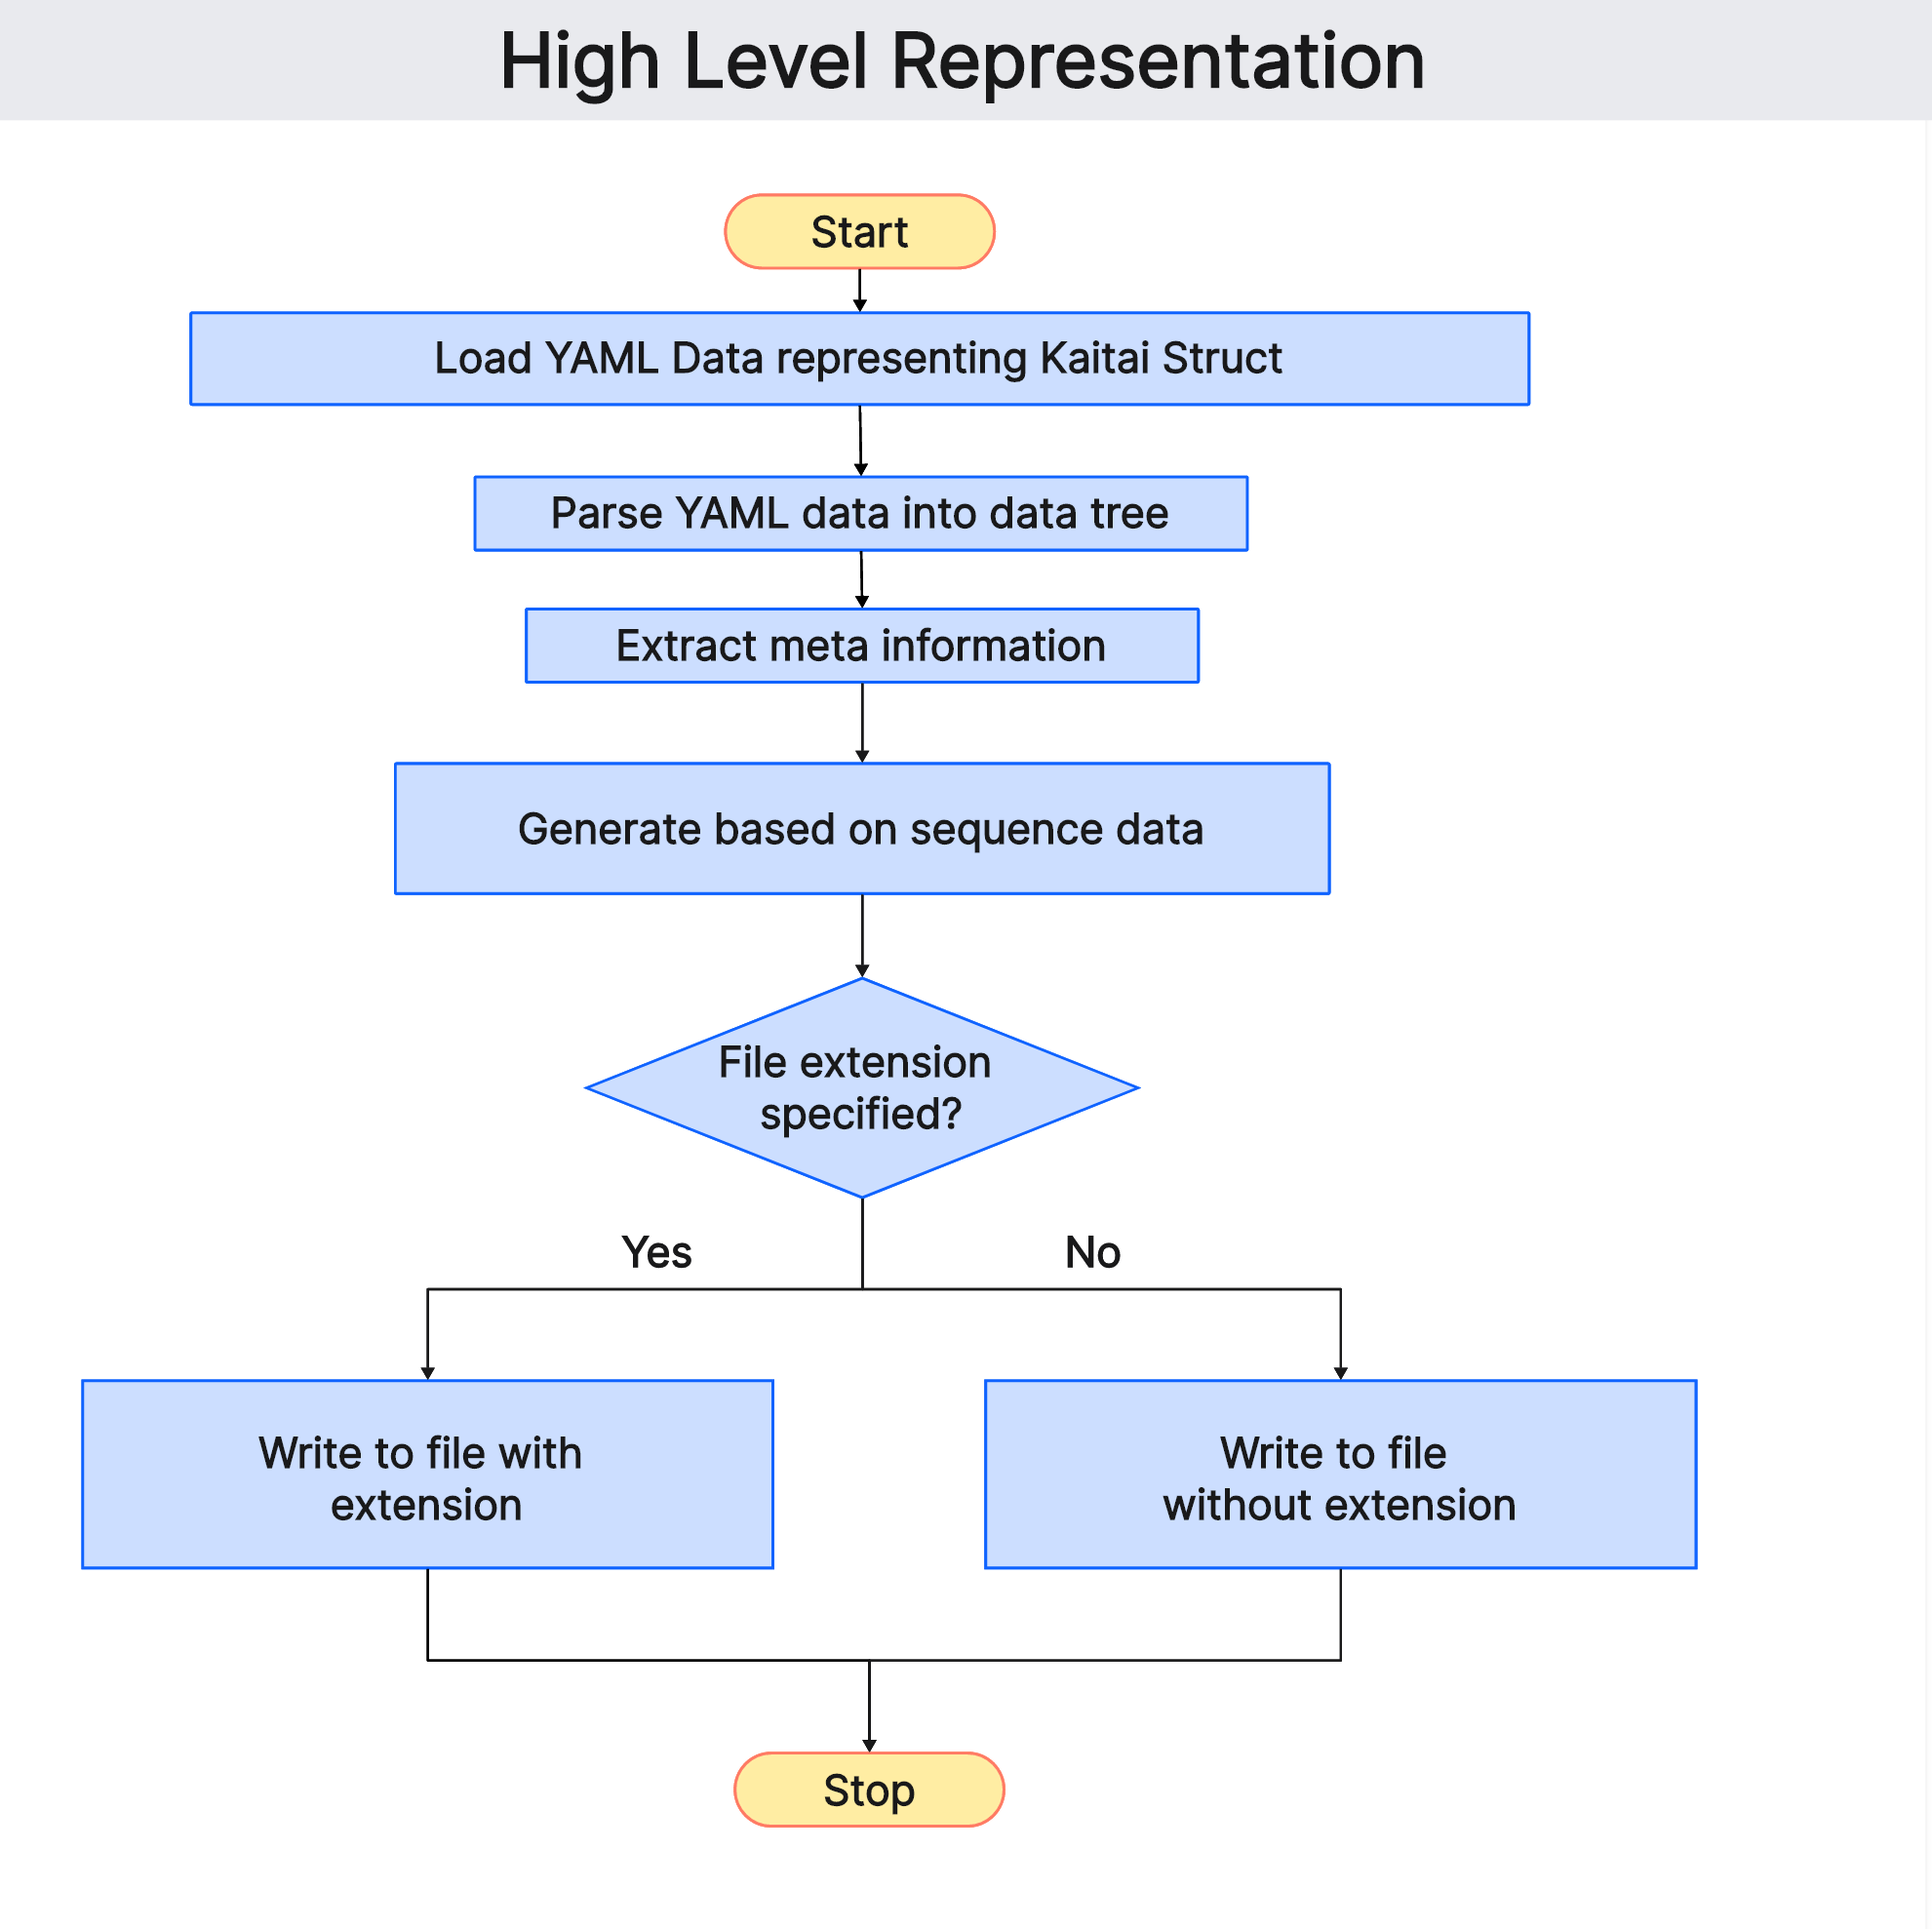 High Level Representation
Start
Load YAML Data representing Kaitai Struct
Parse YAML data into data tree
Extract meta information
Generate based on sequence data
File extension
specified?
Yes
No
Write to file with
extension
Write to file
without extension
Stop